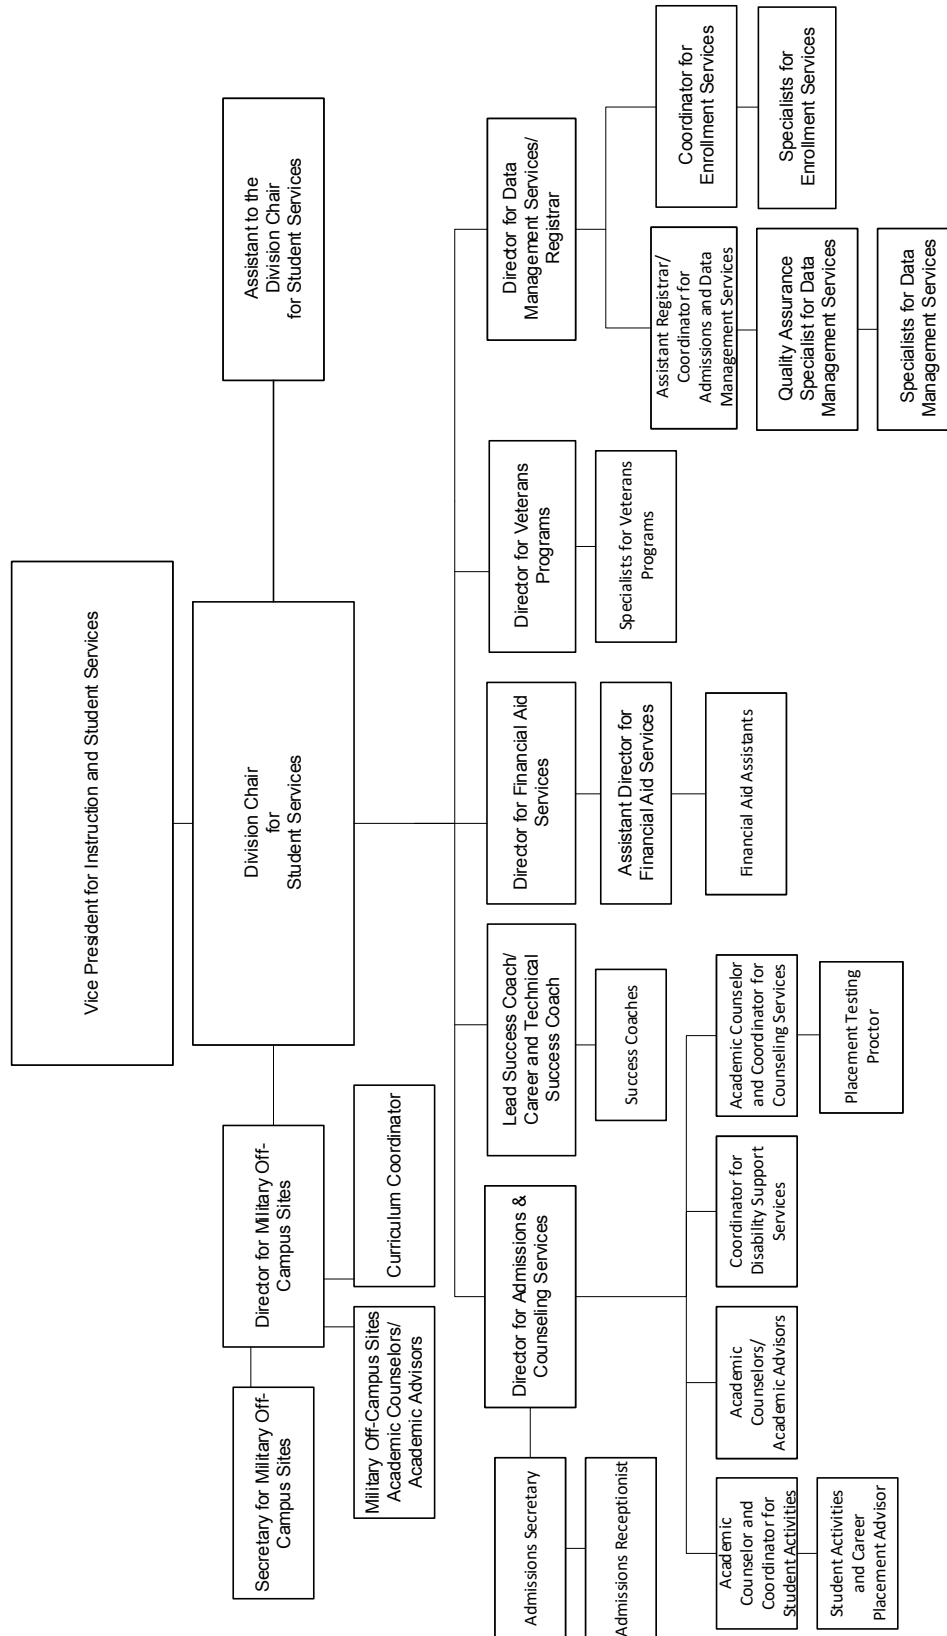 Vice President for Instruction and Student Services
Division Chair
for
Student Services
Assistant to the
Division Chair
for Student Services
Secretary for Military Off-
Campus Sites
Director for Military Off-
Campus Sites
Military Off-Campus Sites
Academic Counselors/
Academic Advisors
Curriculum Coordinator
Director for Admissions &
Counseling Services
Lead Success Coach/
Career and Technical
Success Coach
Director for Financial Aid
Services
Director for Veterans
Programs
Director for Data
Management Services/
Registrar
Admissions Secretary
Admissions Receptionist
Success Coaches
Assistant Director for
Financial Aid Services
Financial Aid Assistants
Specialists for Veterans
Programs
Assistant Registrar/
Coordinator for
Admissions and Data
Management Services
Coordinator for
Enrollment Services
Quality Assurance
Specialist for Data
Management Services
Specialists for
Enrollment Services
Specialists for Data
Management Services
Academic
Counselor and
Coordinator for
Student Activities
Academic
Counselors/
Academic Advisors
Coordinator for
Disability Support
Services
Academic Counselor
and Coordinator for
Counseling Services
Student Activities
and Career
Placement Advisor
Placement Testing
Proctor